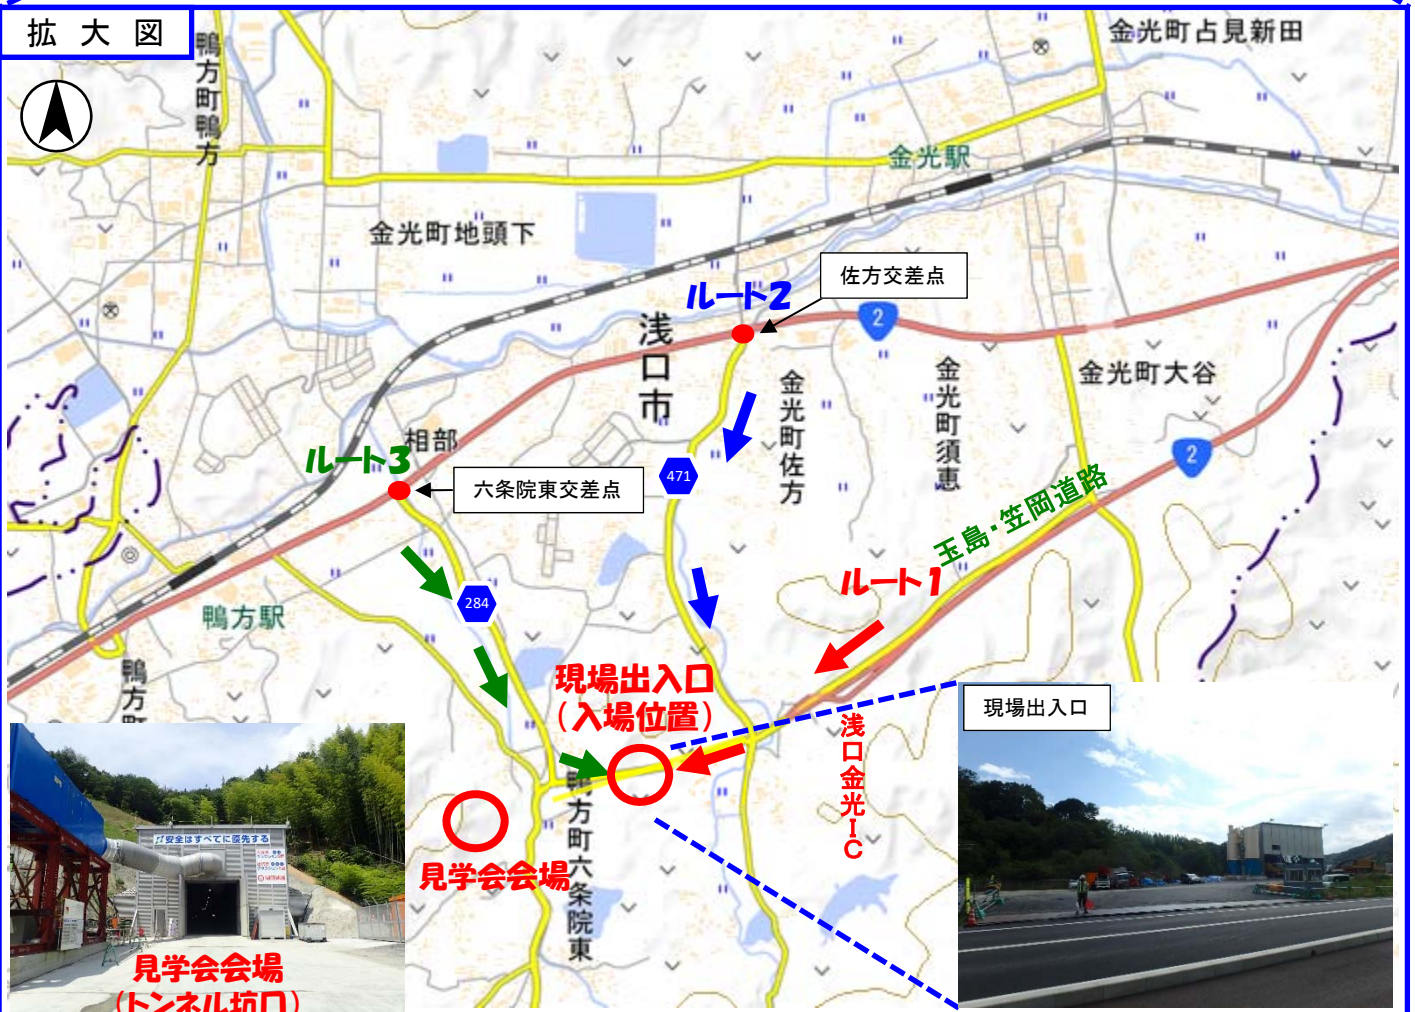 拡大図
金光町占見新田
鴨方町鴨方
金光駅
金光町地頭下
佐方交差点
ルート2
2
浅口市
金光町佐方
金光町須恵
金光町大谷
相部
ルート3
六条院東交差点
471
2
玉島・笠岡道路
ルート1
284
鴨方駅
鴨方町
現場出入口
（入場位置）
浅口金光IC
現場出入口
見学会会場
鴨方町六条院東
安全はすべてに優先する
見学会会場
（トンネル坑口）